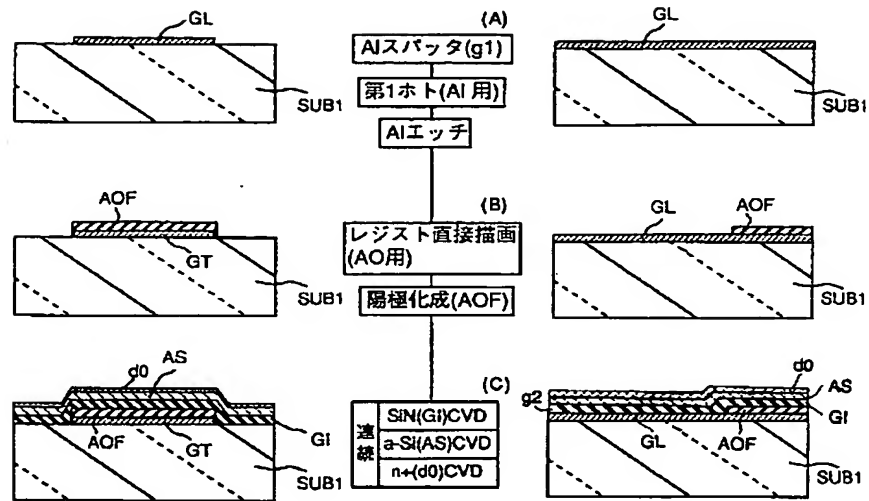 GL
SUB1
(A)
Alスパッタ(g1)
第1ホト(Al用)
Alエッチ
GL
SUB1
AOF
GT
SUB1
(B)
レジスト直接描画
(AO用)
陽極化成(AOF)
GL
AOF
SUB1
d0
AS
GI
AOF
GT
SUB1
(C)
連続
SiN(GI)CVD
a-Si(AS)CVD
n+(d0)CVD
d0
AS
g2
GI
GL
AOF
SUB1